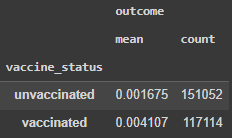 outcome
mean count
vaccine_status
unvaccinated 0.001675 151052
vaccinated 0.004107 117114